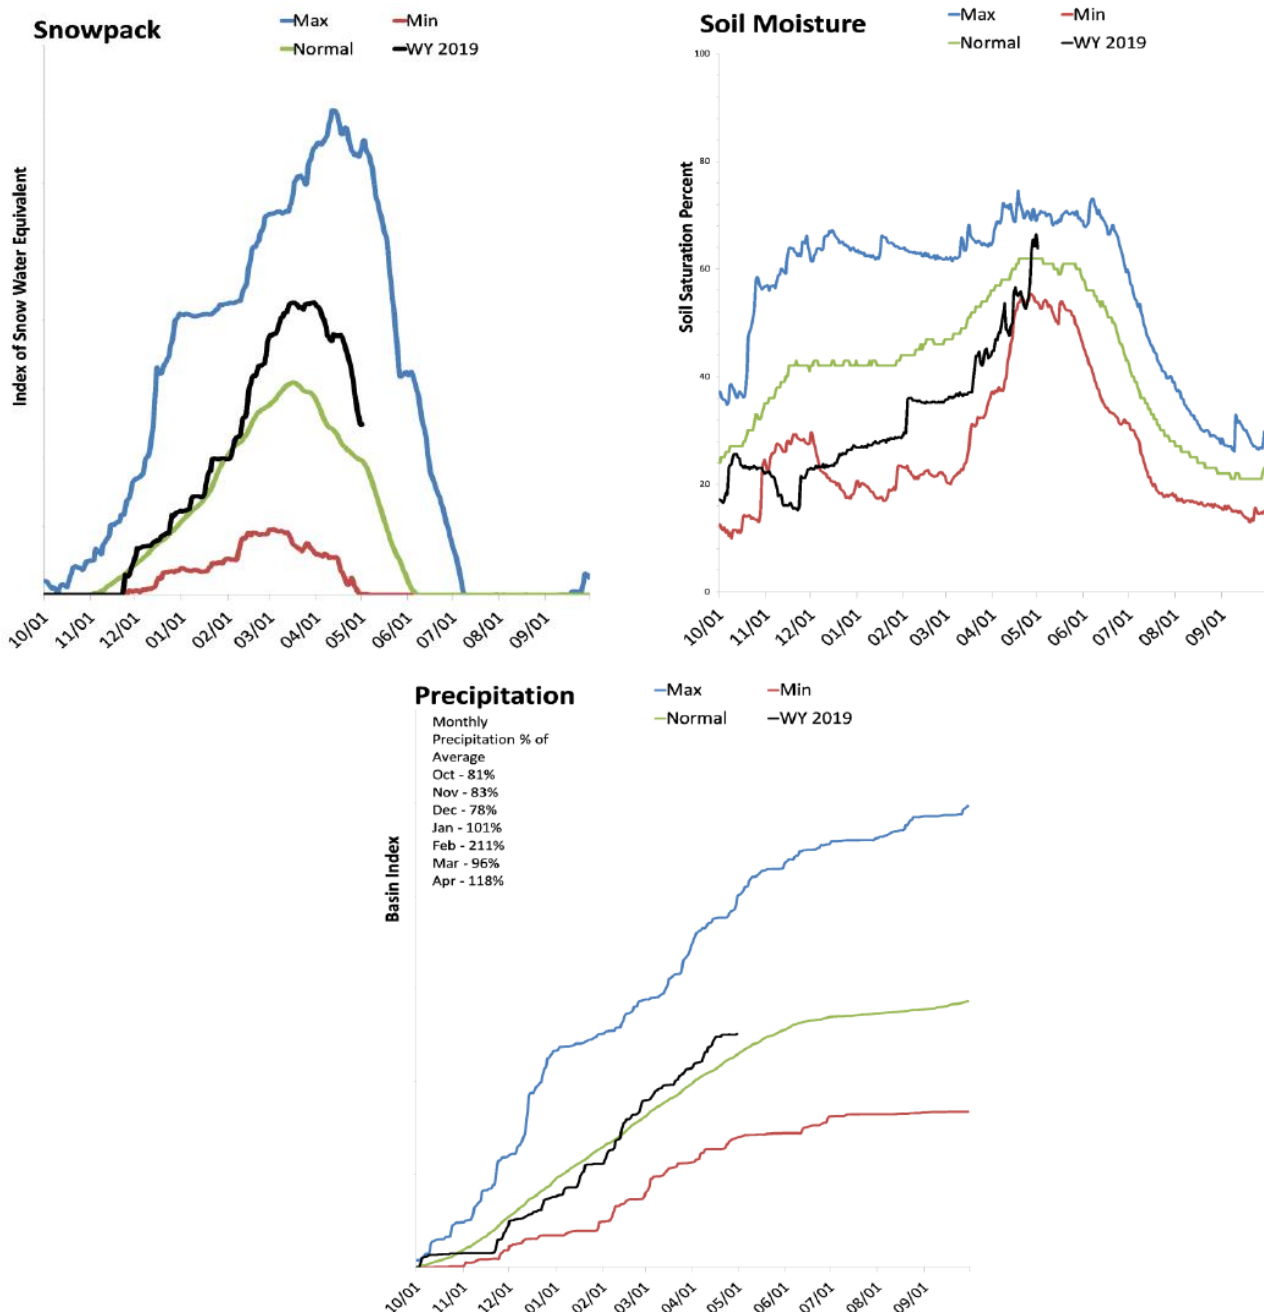 Snowpack
Max
Min
Normal
WY 2019
Index of Snow Water Equivalent
10/01
11/01
12/01
01/01
02/01
03/01
04/01
05/01
06/01
07/01
08/01
09/01
Soil Moisture
Max
Min
Normal
WY 2019
Soil Saturation Percent
100
80
60
40
20
0
10/01
11/01
12/01
01/01
02/01
03/01
04/01
05/01
06/01
07/01
08/01
09/01
Precipitation
Max
Min
Normal
WY 2019
Monthly
Precipitation % of
Average
Oct - 81%
Nov - 83%
Dec - 78%
Jan - 101%
Feb - 211%
Mar - 96%
Apr - 118%
Basin Index
10/01
11/01
12/01
01/01
02/01
03/01
04/01
05/01
06/01
07/01
08/01
09/01